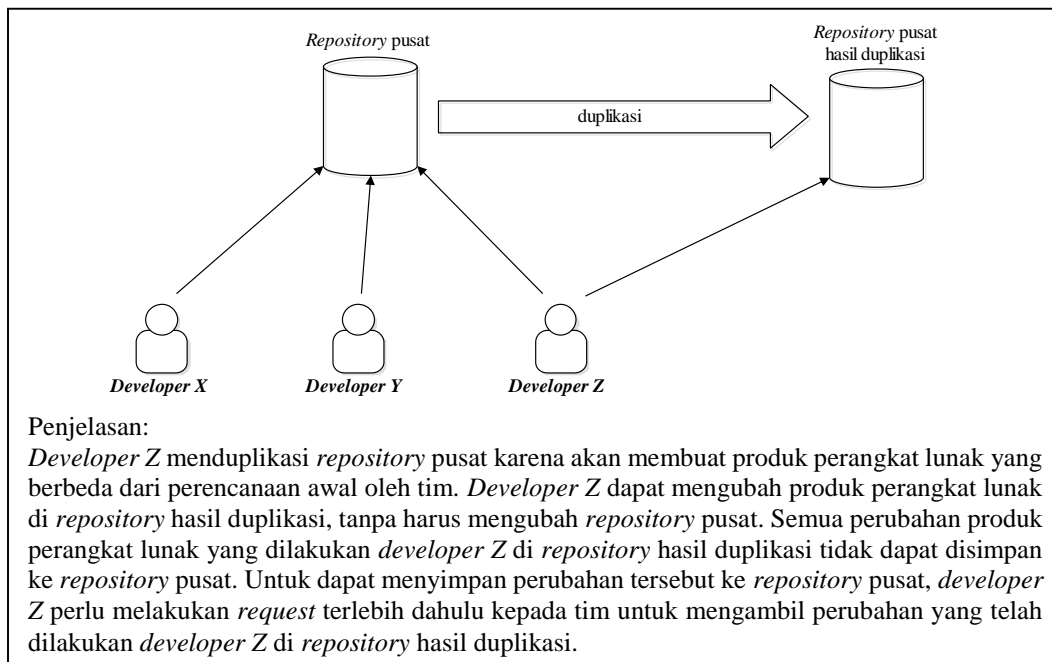 Repository pusat
Repository pusat
hasil duplikasi
duplikasi
Developer X
Developer Y
Developer Z
Penjelasan:
Developer Z menduplikasi repository pusat karena akan membuat produk perangkat lunak yang
berbeda dari perencanaan awal oleh tim. Developer Z dapat mengubah produk perangkat lunak
di repository hasil duplikasi, tanpa harus mengubah repository pusat. Semua perubahan produk
perangkat lunak yang dilakukan developer Z di repository hasil duplikasi tidak dapat disimpan
ke repository pusat. Untuk dapat menyimpan perubahan tersebut ke repository pusat, developer
Z perlu melakukan request terlebih dahulu kepada tim untuk mengambil perubahan yang telah
dilakukan developer Z di repository hasil duplikasi.